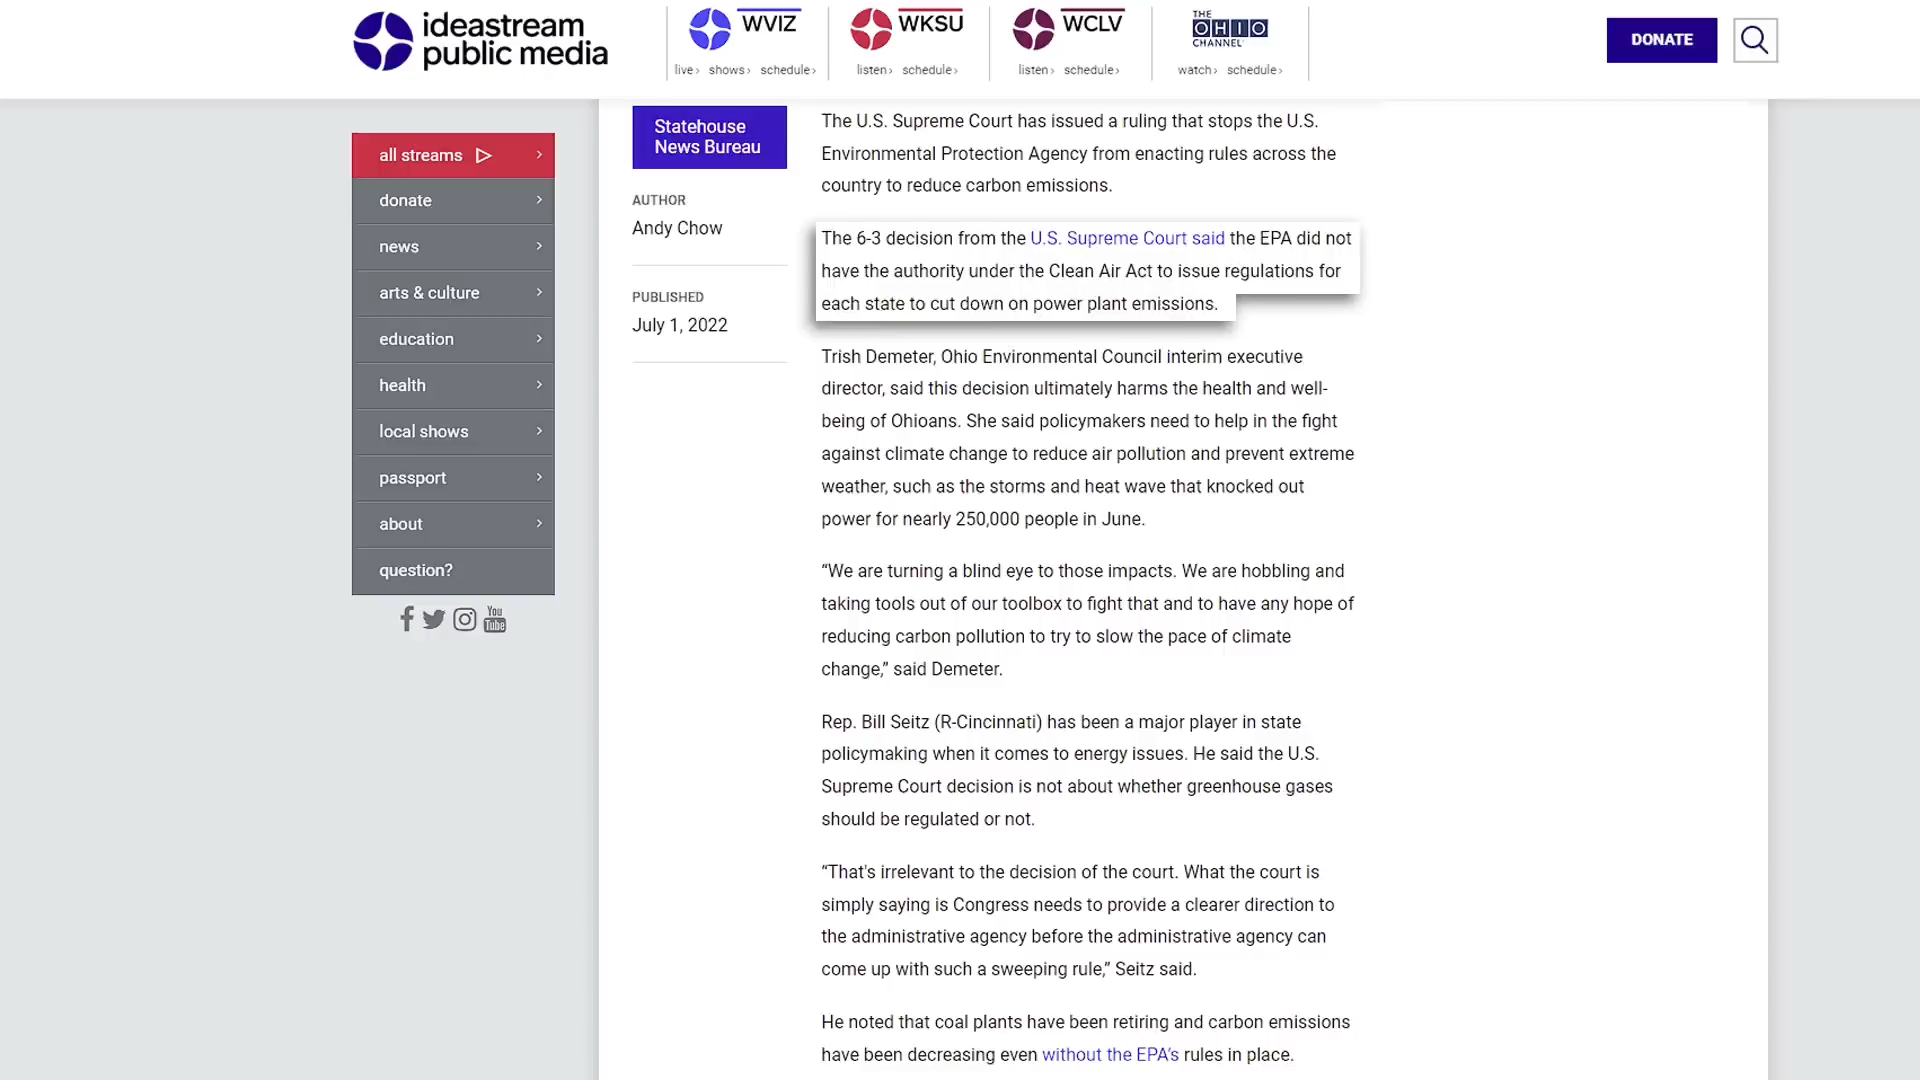 ideastream
public media
WVIZ
live› shows› schedule›
WKSU
listen› schedule›
WCLV
listen› schedule›
THE
OHIO
CHANNEL
watch› schedule›
DONATE
all streams ›
donate ›
news ›
arts & culture ›
education ›
health ›
local shows ›
passport ›
about ›
question?
You
Tube
Statehouse
News Bureau
AUTHOR
Andy Chow
PUBLISHED
July 1, 2022
The U.S. Supreme Court has issued a ruling that stops the U.S.
Environmental Protection Agency from enacting rules across the
country to reduce carbon emissions.
The 6-3 decision from the U.S. Supreme Court said the EPA did not
have the authority under the Clean Air Act to issue regulations for
each state to cut down on power plant emissions.
Trish Demeter, Ohio Environmental Council interim executive
director, said this decision ultimately harms the health and well-
being of Ohioans. She said policymakers need to help in the fight
against climate change to reduce air pollution and prevent extreme
weather, such as the storms and heat wave that knocked out
power for nearly 250,000 people in June.
“We are turning a blind eye to those impacts. We are hobbling and
taking tools out of our toolbox to fight that and to have any hope of
reducing carbon pollution to try to slow the pace of climate
change,” said Demeter.
Rep. Bill Seitz (R-Cincinnati) has been a major player in state
policymaking when it comes to energy issues. He said the U.S.
Supreme Court decision is not about whether greenhouse gases
should be regulated or not.
“That's irrelevant to the decision of the court. What the court is
simply saying is Congress needs to provide a clearer direction to
the administrative agency before the administrative agency can
come up with such a sweeping rule,” Seitz said.
He noted that coal plants have been retiring and carbon emissions
have been decreasing even without the EPA’s rules in place.